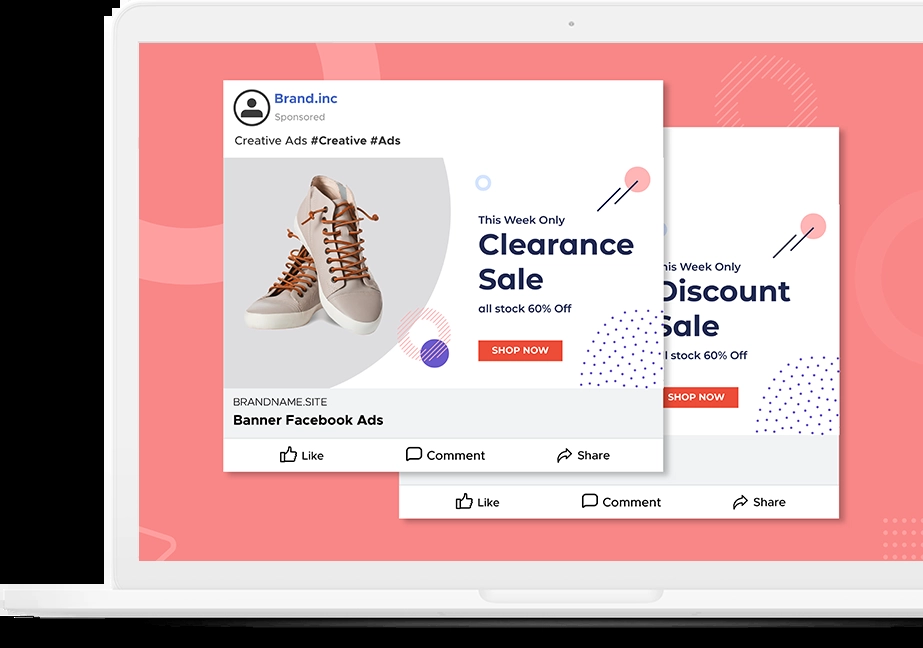 Brand.inc
Sponsored
Creative Ads #Creative #Ads
This Week Only
Clearance
Sale
all stock 60% Off
SHOP NOW
BRANDNAME.SITE
Banner Facebook Ads
Like Comment Share
Week Only
Discount
Sale
stock 60% Off
SHOP NOW
Like Comment Share